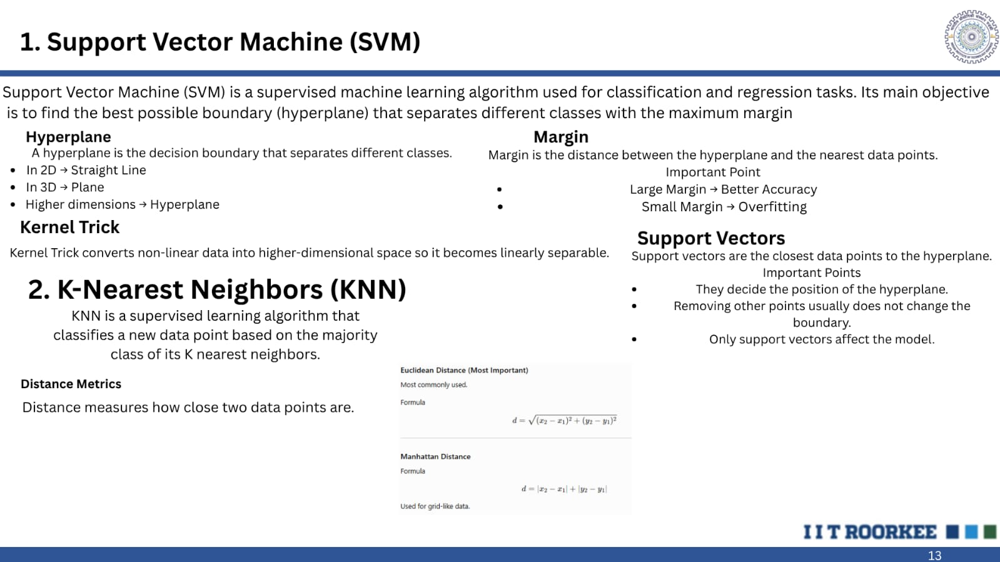 1. Support Vector Machine (SVM)
Support Vector Machine (SVM) is a supervised machine learning algorithm used for classification and regression tasks. Its main objective
is to find the best possible boundary (hyperplane) that separates different classes with the maximum margin
Hyperplane
A hyperplane is the decision boundary that separates different classes.
• In 2D → Straight Line
• In 3D → Plane
• Higher dimensions → Hyperplane
Margin
Margin is the distance between the hyperplane and the nearest data points.
Important Point
• Large Margin → Better Accuracy
• Small Margin → Overfitting
Kernel Trick
Kernel Trick converts non-linear data into higher-dimensional space so it becomes linearly separable.
Support Vectors
Support vectors are the closest data points to the hyperplane.
Important Points
• They decide the position of the hyperplane.
• Removing other points usually does not change the
boundary.
• Only support vectors affect the model.
2. K-Nearest Neighbors (KNN)
KNN is a supervised learning algorithm that
classifies a new data point based on the majority
class of its K nearest neighbors.
Distance Metrics
Distance measures how close two data points are.
Euclidean Distance (Most Important)
Most commonly used.
Formula
d = √(x₂ − x₁)² + (y₂ − y₁)²
Manhattan Distance
Formula
d = |x₂ − x₁| + |y₂ − y₁|
Used for grid-like data.
IIT ROORKEE
13